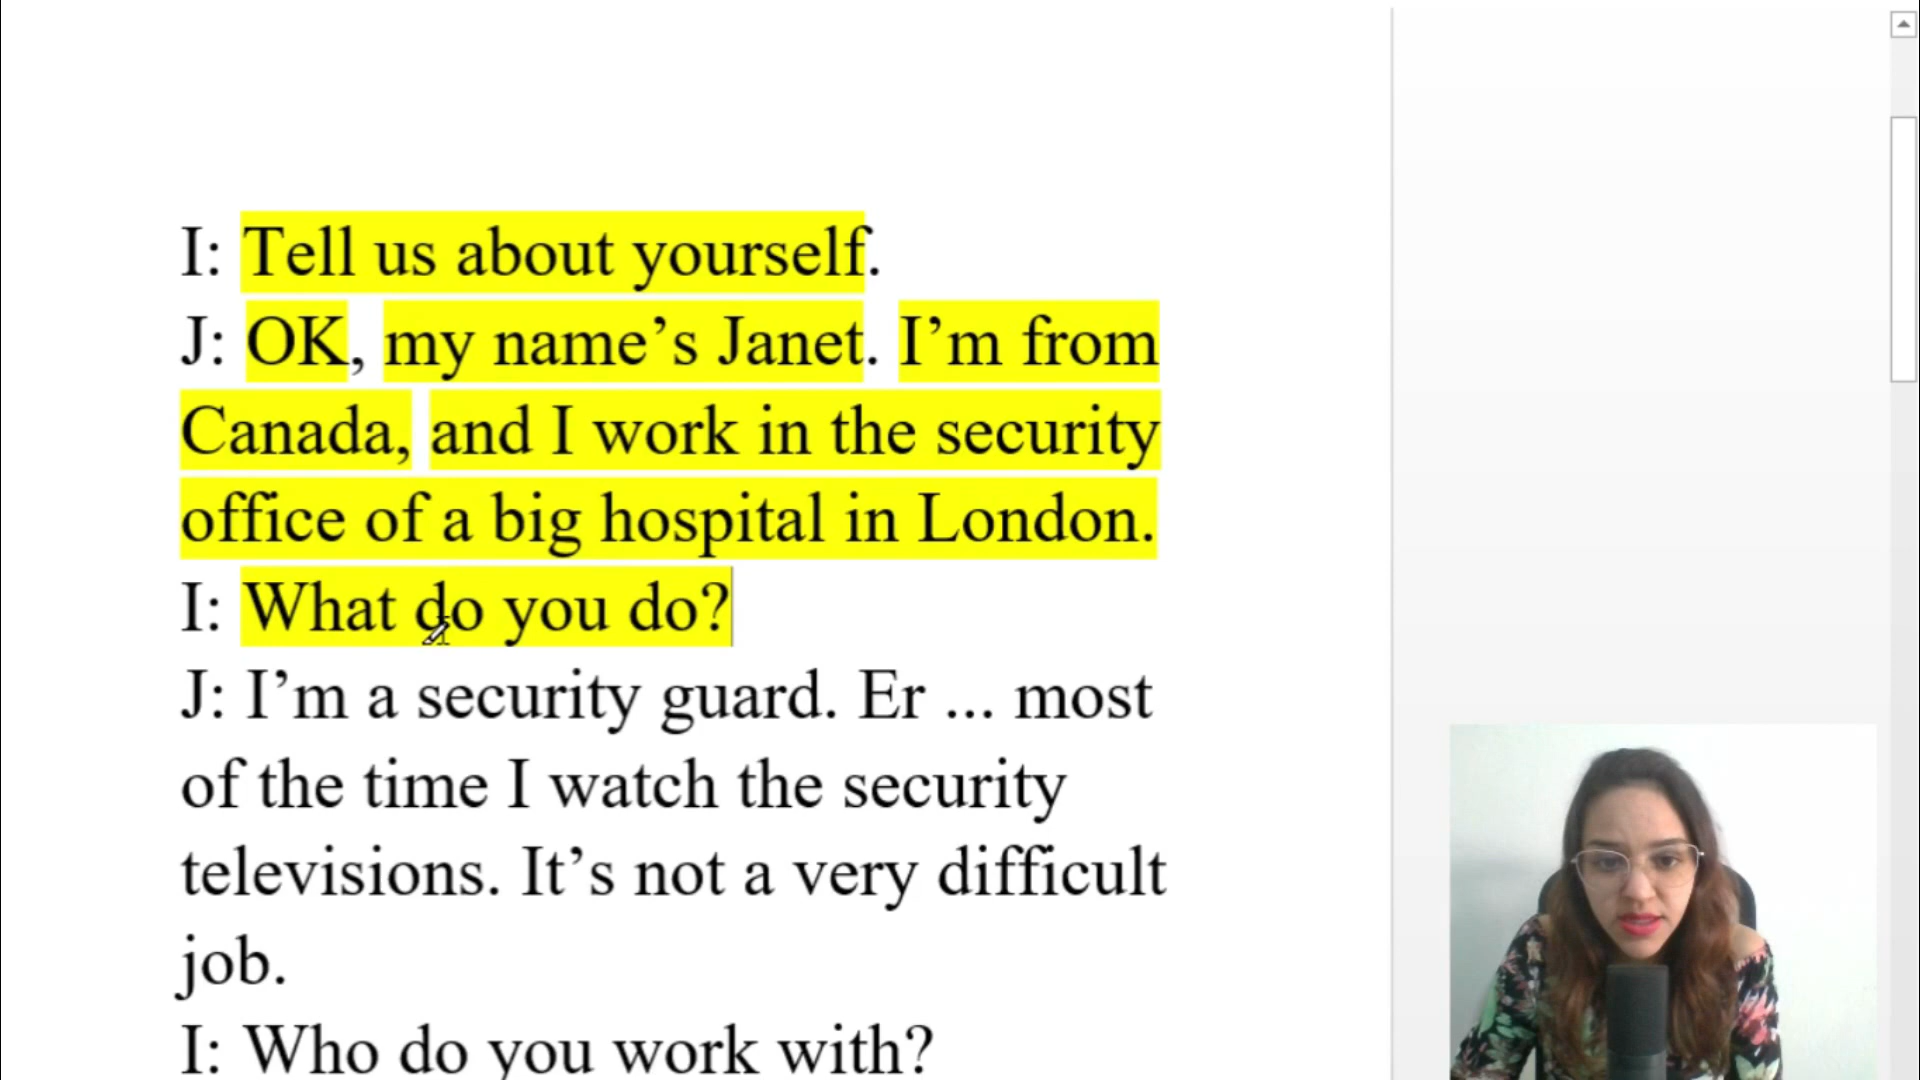 I: Tell us about yourself.
J: OK, my name’s Janet. I’m from
Canada, and I work in the security
office of a big hospital in London.
I: What do you do?
J: I’m a security guard. Er ... most
of the time I watch the security
televisions. It’s not a very difficult
job.
I: Who do you work with?